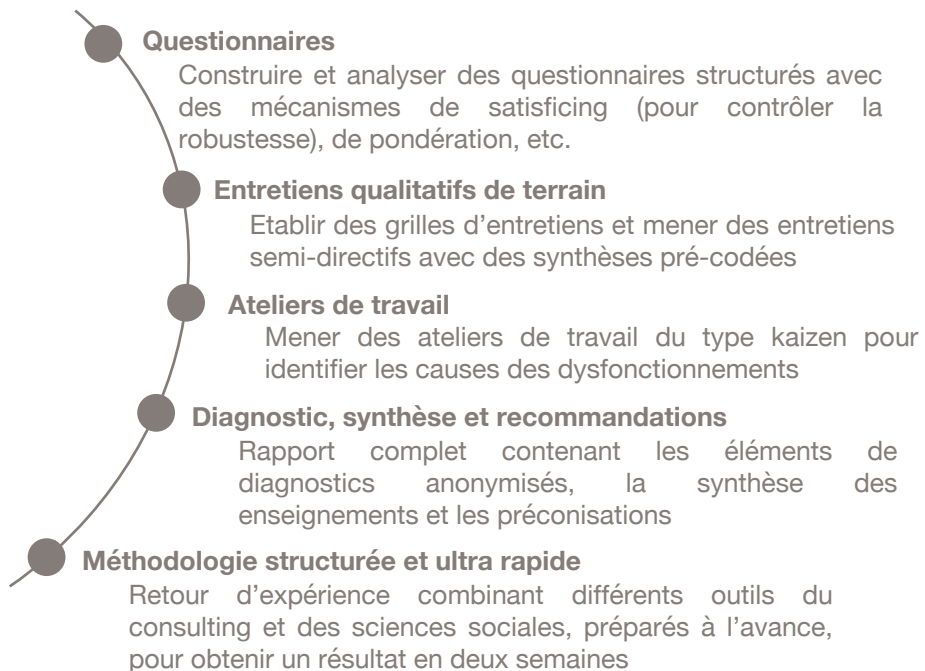 Questionnaires
Construire et analyser des questionnaires structurés avec
des mécanismes de satisficing (pour contrôler la
robustesse), de pondération, etc.
Entretiens qualitatifs de terrain
Etablir des grilles d’entretiens et mener des entretiens
semi-directifs avec des synthèses pré-codées
Ateliers de travail
Mener des ateliers de travail du type kaizen pour
identifier les causes des dysfonctionnements
Diagnostic, synthèse et recommandations
Rapport complet contenant les éléments de
diagnostics anonymisés, la synthèse des
enseignements et les préconisations
Méthodologie structurée et ultra rapide
Retour d’expérience combinant différents outils du
consulting et des sciences sociales, préparés à l’avance,
pour obtenir un résultat en deux semaines